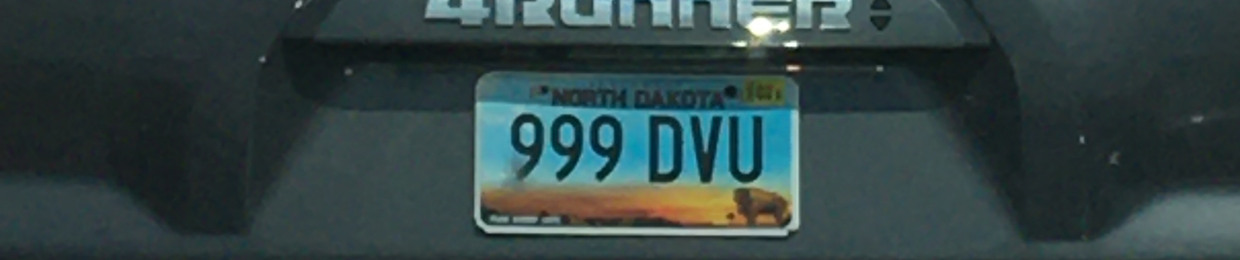 4RUNNER
NORTH DAKOTA
999 DVU